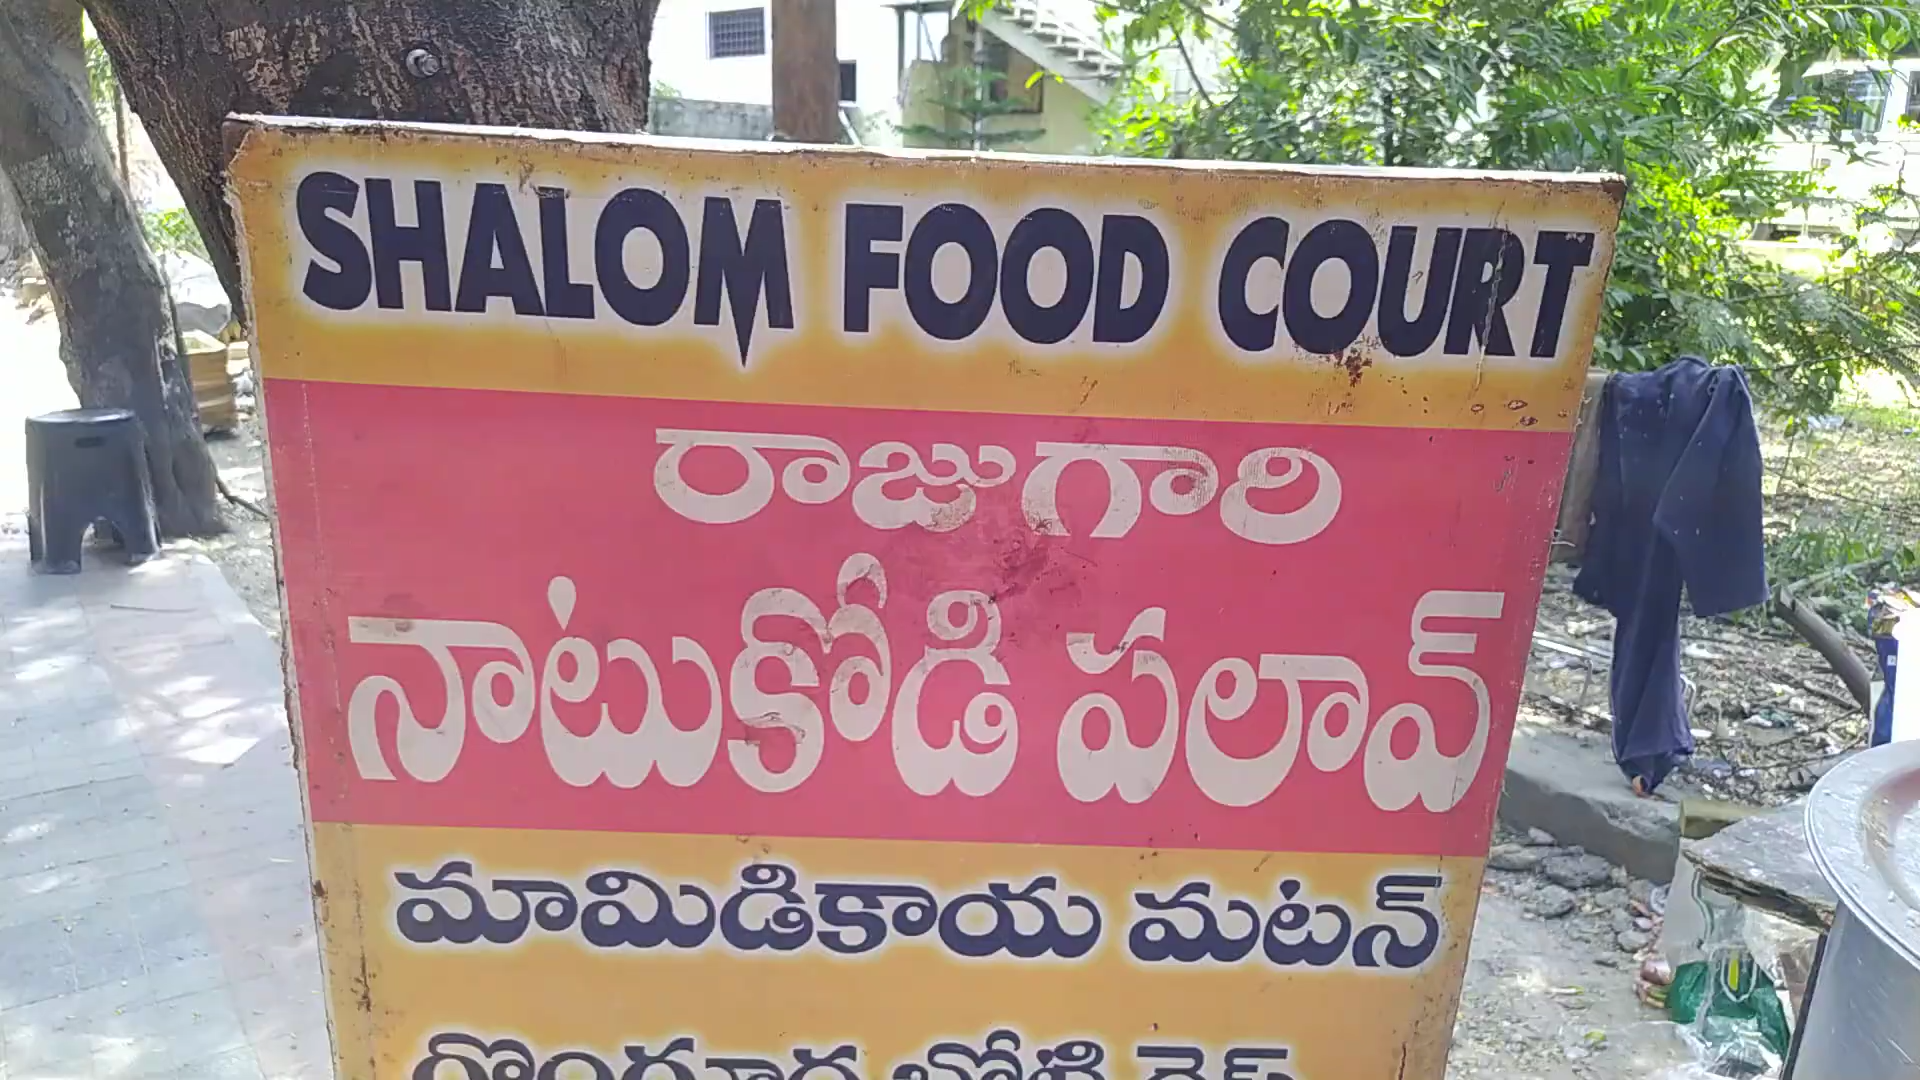 SHALOM FOOD COURT
రాజుగారి
నాటుకోడి పలావ్
మామిడికాయ మటన్
గొంగూర బోటి రైస్